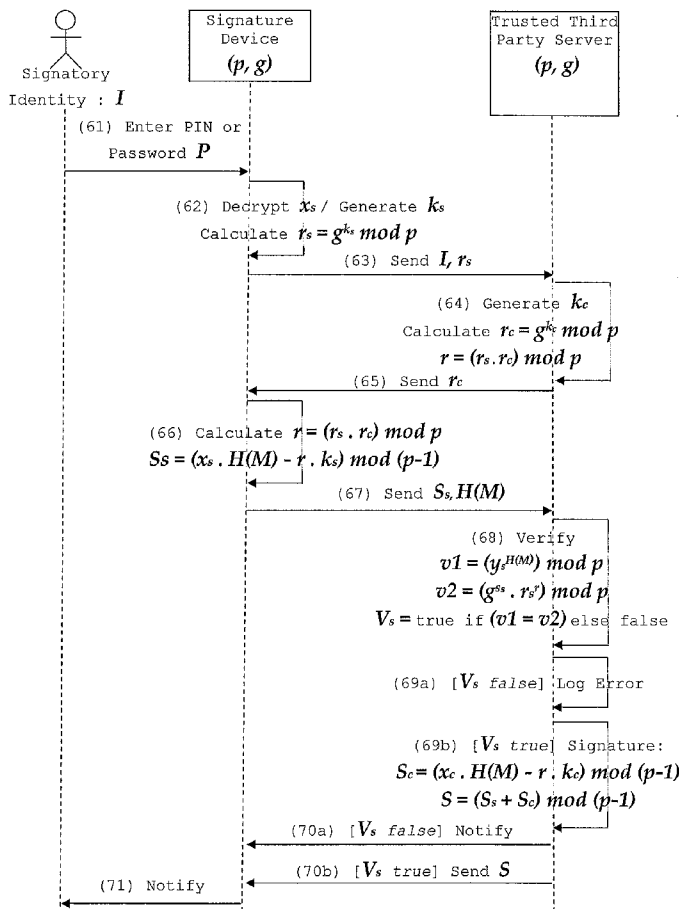 Signature
Device
(p, g)
Trusted Third
Party Server
(p, g)
Signatory
Identity : I
(61) Enter PIN or
Password P
(62) Decrypt xs / Generate ks
Calculate rs = g^ks mod p
(63) Send I, rs
(64) Generate kc
Calculate rc = g^kc mod p
r = (rs . rc) mod p
(65) Send rc
(66) Calculate r = (rs . rc) mod p
Ss = (xs . H(M) - r . ks) mod (p-1)
(67) Send Ss, H(M)
(68) Verify
v1 = (ys^H(M)) mod p
v2 = (g^Ss . rs^r) mod p
Vs = true if (v1 = v2) else false
(69a) [Vs false] Log Error
(69b) [Vs true] Signature:
Sc = (xc . H(M) - r . kc) mod (p-1)
S = (Ss + Sc) mod (p-1)
(70a) [Vs false] Notify
(70b) [Vs true] Send S
(71) Notify